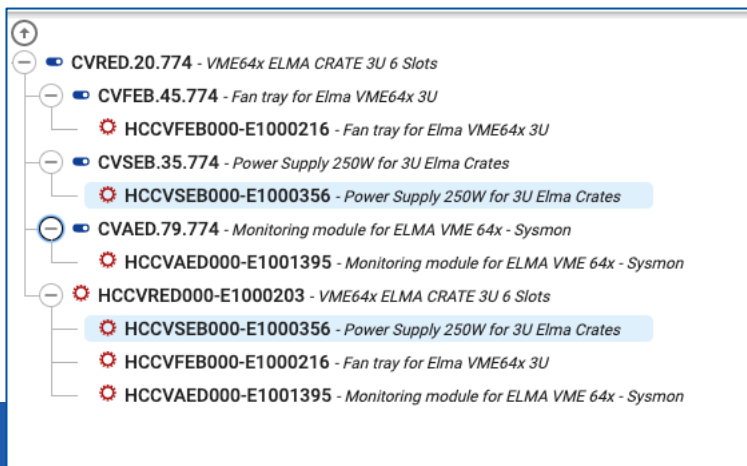 CVRED.20.774 - VME64x ELMA CRATE 3U 6 Slots
CVFEB.45.774 - Fan tray for Elma VME64x 3U
HCCVFEB000-E1000216 - Fan tray for Elma VME64x 3U
CVSEB.35.774 - Power Supply 250W for 3U Elma Crates
HCCVSEB000-E1000356 - Power Supply 250W for 3U Elma Crates
CVAED.79.774 - Monitoring module for ELMA VME 64x - Sysmon
HCCVAED000-E1001395 - Monitoring module for ELMA VME 64x - Sysmon
HCCVRED000-E1000203 - VME64x ELMA CRATE 3U 6 Slots
HCCVSEB000-E1000356 - Power Supply 250W for 3U Elma Crates
HCCVFEB000-E1000216 - Fan tray for Elma VME64x 3U
HCCVAED000-E1001395 - Monitoring module for ELMA VME 64x - Sysmon